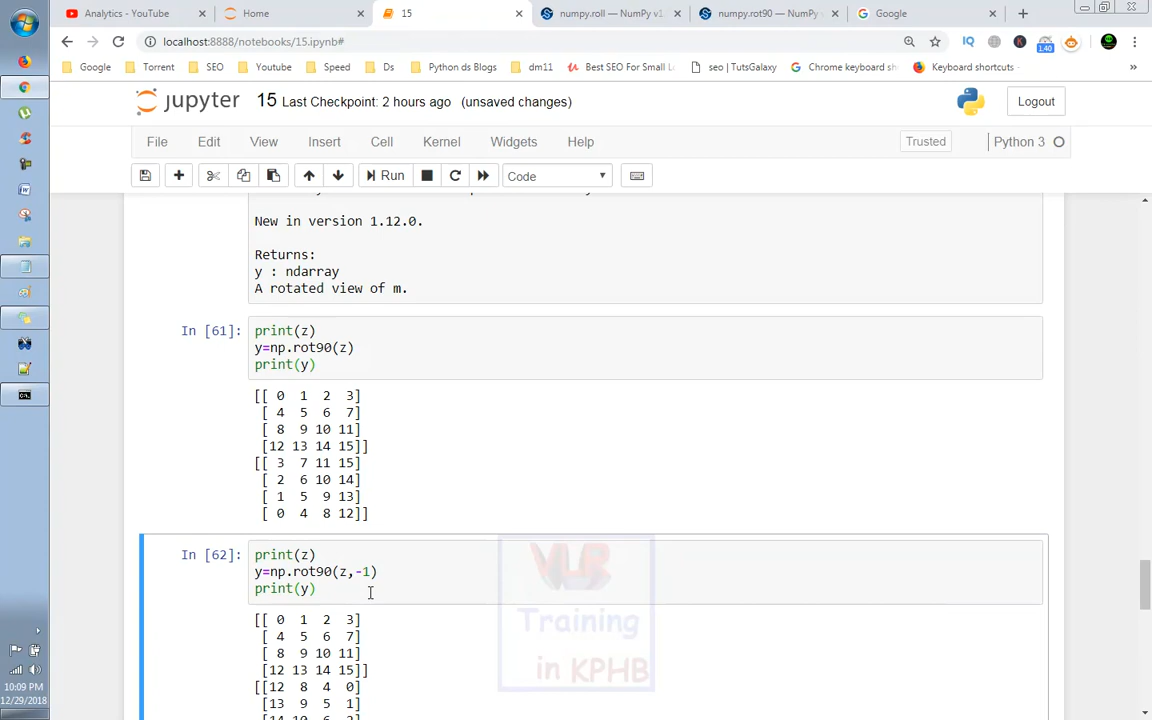 Analytics - YouTube
Home
15
numpy.roll — NumPy v1
numpy.rot90 — NumPy
Google
localhost:8888/notebooks/15.ipynb#
1.40
Google
Torrent
SEO
Youtube
Speed
Ds
Python ds Blogs
dm11
Best SEO For Small
seo | TutsGalaxy
Chrome keyboard
Keyboard shortcuts
jupyter
15 Last Checkpoint: 2 hours ago (unsaved changes)
Logout
File
Edit
View
Insert
Cell
Kernel
Widgets
Help
Trusted
Python 3
Run
Code
New in version 1.12.0.
Returns:
y : ndarray
A rotated view of m.
In [61]:
print(z)
y=np.rot90(z)
print(y)
[[ 0 1 2 3]
[ 4 5 6 7]
[ 8 9 10 11]
[12 13 14 15]]
[[ 3 7 11 15]
[ 2 6 10 14]
[ 1 5 9 13]
[ 0 4 8 12]]
In [62]:
print(z)
y=np.rot90(z,-1)
print(y)
[[ 0 1 2 3]
[ 4 5 6 7]
[ 8 9 10 11]
[12 13 14 15]]
[[12 8 4 0]
[13 9 5 1]
VLR
Training
in KPHB
10:09 PM
12/29/2018